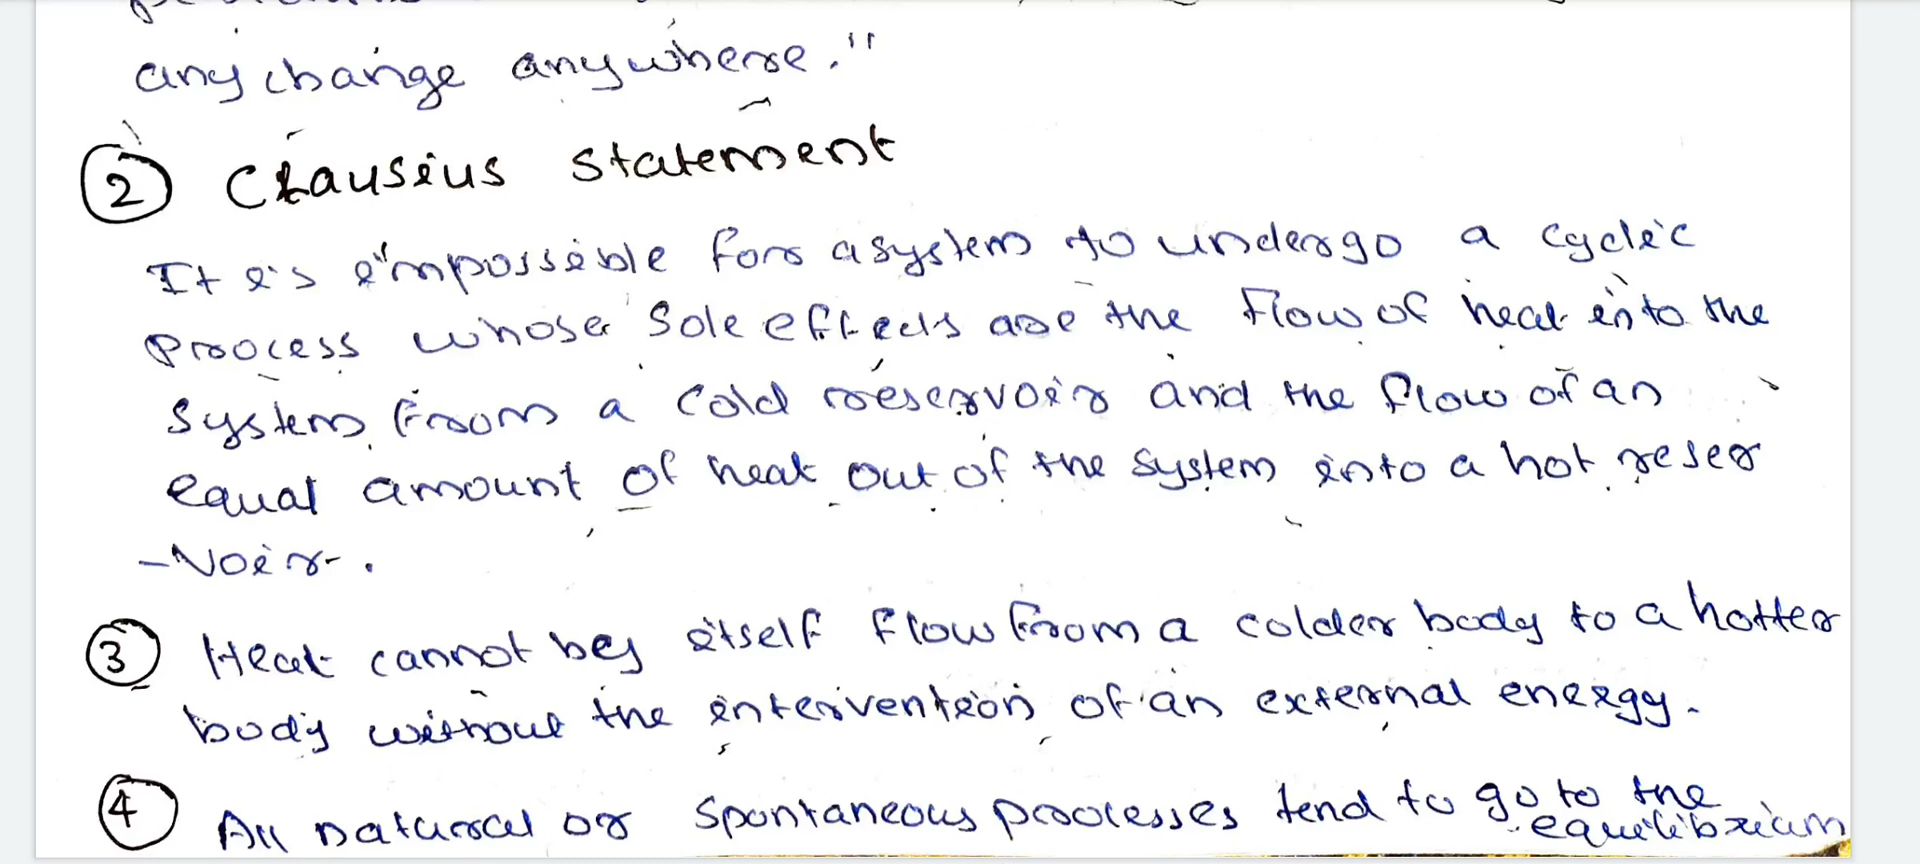 any change anywhere."
② Clausius Statement
It is impossible for a system to undergo a cyclic
process whose sole effects are the flow of heat into the
system from a cold reservoir and the flow of an
equal amount of heat out of the system into a hot reser
-voir.
③ Heat cannot by itself flow from a colder body to a hotter
body without the intervention of an external energy.
④ All natural or spontaneous processes tend to go to the
equilibrium